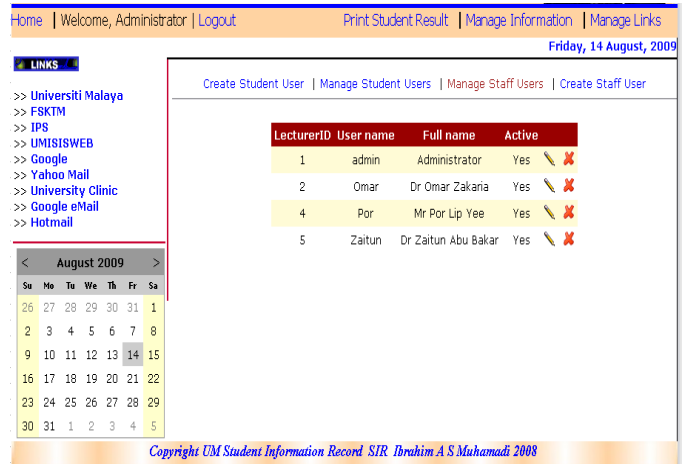 Home | Welcome, Administrator | Logout Print Student Result | Manage Information | Manage Links
Friday, 14 August, 2009
LINKS
>> Universiti Malaya
>> FSKTM
>> IPS
>> UMISISWEB
>> Google
>> Yahoo Mail
>> University Clinic
>> Google eMail
>> Hotmail
< August 2009 >
Su Mo Tu We Th Fr Sa
26 27 28 29 30 31 1
2 3 4 5 6 7 8
9 10 11 12 13 14 15
16 17 18 19 20 21 22
23 24 25 26 27 28 29
30 31 1 2 3 4 5
Create Student User | Manage Student Users | Manage Staff Users | Create Staff User
LecturerID User name Full name Active
1 admin Administrator Yes
2 Omar Dr Omar Zakaria Yes
4 Por Mr Por Lip Yee Yes
5 Zaitun Dr Zaitun Abu Bakar Yes
Copyright UM Student Information Record SIR Ibrahim A S Muhamadi 2008